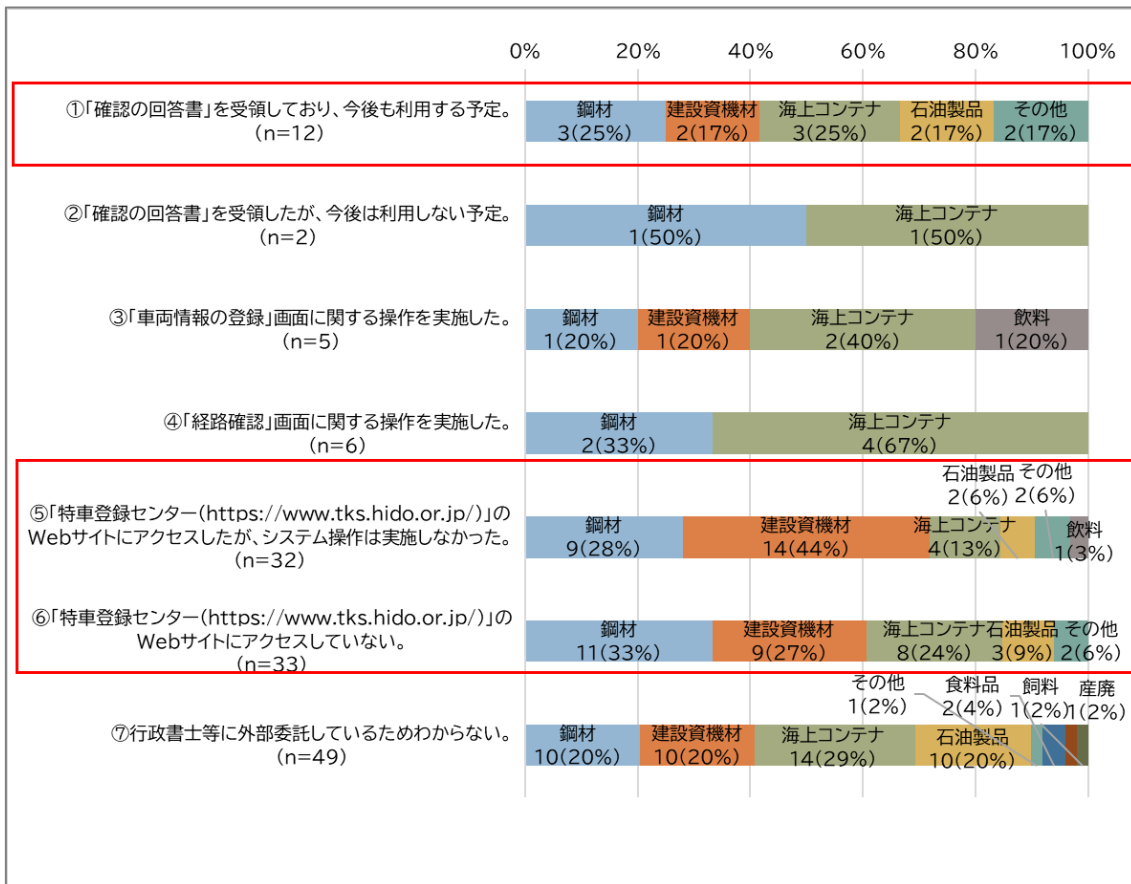 0% 20% 40% 60% 80% 100%
①「確認の回答書」を受領しており、今後も利用する予定。
(n=12)
鋼材 建設資機材 海上コンテナ 石油製品 その他
3(25%) 2(17%) 3(25%) 2(17%) 2(17%)
②「確認の回答書」を受領したが、今後は利用しない予定。
(n=2)
鋼材 海上コンテナ
1(50%) 1(50%)
③「車両情報の登録」画面に関する操作を実施した。
(n=5)
鋼材 建設資機材 海上コンテナ 飲料
1(20%) 1(20%) 2(40%) 1(20%)
④「経路確認」画面に関する操作を実施した。
(n=6)
鋼材 海上コンテナ
2(33%) 4(67%)
⑤「特車登録センター(https://www.tks.hido.or.jp/)」の
Webサイトにアクセスしたが、システム操作は実施しなかった。
(n=32)
石油製品 その他
2(6%) 2(6%)
鋼材 建設資機材 海上コンテナ 飲料
9(28%) 14(44%) 4(13%) 1(3%)
⑥「特車登録センター(https://www.tks.hido.or.jp/)」の
Webサイトにアクセスしていない。
(n=33)
鋼材 建設資機材 海上コンテナ 石油製品 その他
11(33%) 9(27%) 8(24%) 3(9%) 2(6%)
⑦行政書士等に外部委託しているためわからない。
(n=49)
その他 食料品 飼料 産廃
1(2%) 2(4%) 1(2%) 1(2%)
鋼材 建設資機材 海上コンテナ 石油製品
10(20%) 10(20%) 14(29%) 10(20%)